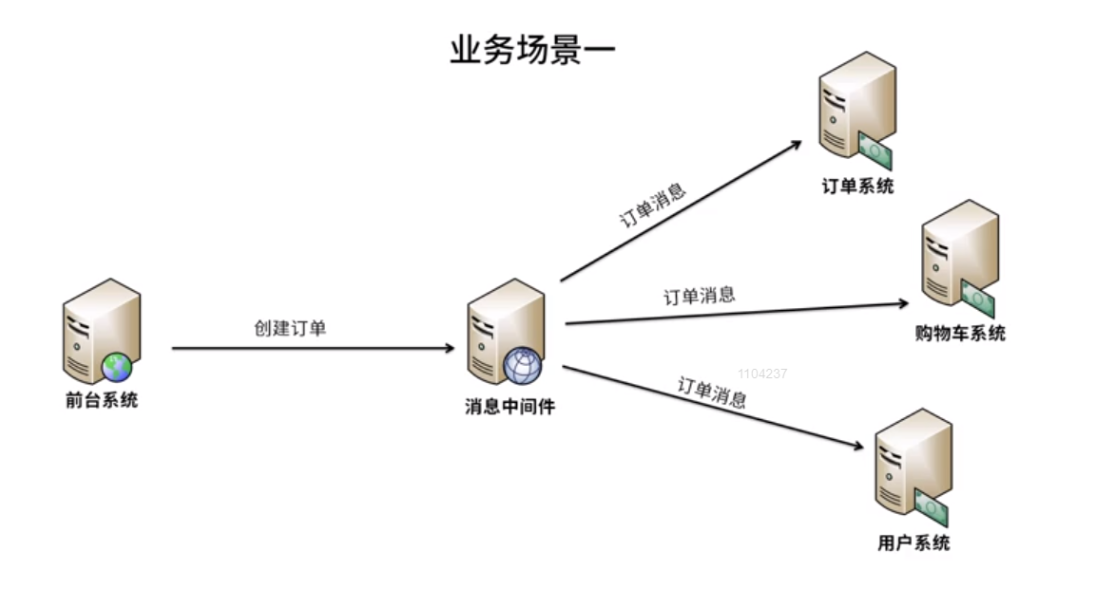 业务场景一
订单系统
订单消息
购物车系统
订单消息
创建订单
前台系统
消息中间件
1104237
订单消息
用户系统